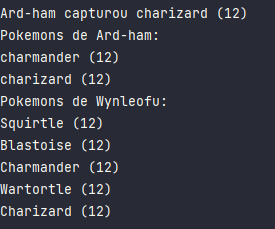 Ard-ham capturou charizard (12)
Pokemons de Ard-ham:
charmander (12)
charizard (12)
Pokemons de Wynleofu:
Squirtle (12)
Blastoise (12)
Charmander (12)
Wartortle (12)
Charizard (12)